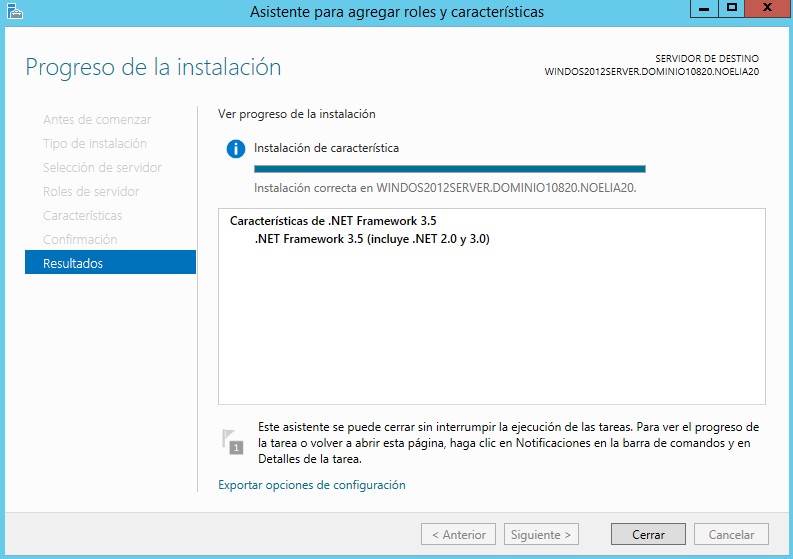 Asistente para agregar roles y características
Progreso de la instalación
SERVIDOR DE DESTINO
WINDOS2012SERVER.DOMINIO10820.NOELIA20
Antes de comenzar
Tipo de instalación
Selección de servidor
Roles de servidor
Características
Confirmación
Resultados
Ver progreso de la instalación
Instalación de característica
Instalación correcta en WINDOS2012SERVER.DOMINIO10820.NOELIA20.
Características de .NET Framework 3.5
.NET Framework 3.5 (incluye .NET 2.0 y 3.0)
1
Este asistente se puede cerrar sin interrumpir la ejecución de las tareas. Para ver el progreso de
la tarea o volver a abrir esta página, haga clic en Notificaciones en la barra de comandos y en
Detalles de la tarea.
Exportar opciones de configuración
< Anterior
Siguiente >
Cerrar
Cancelar